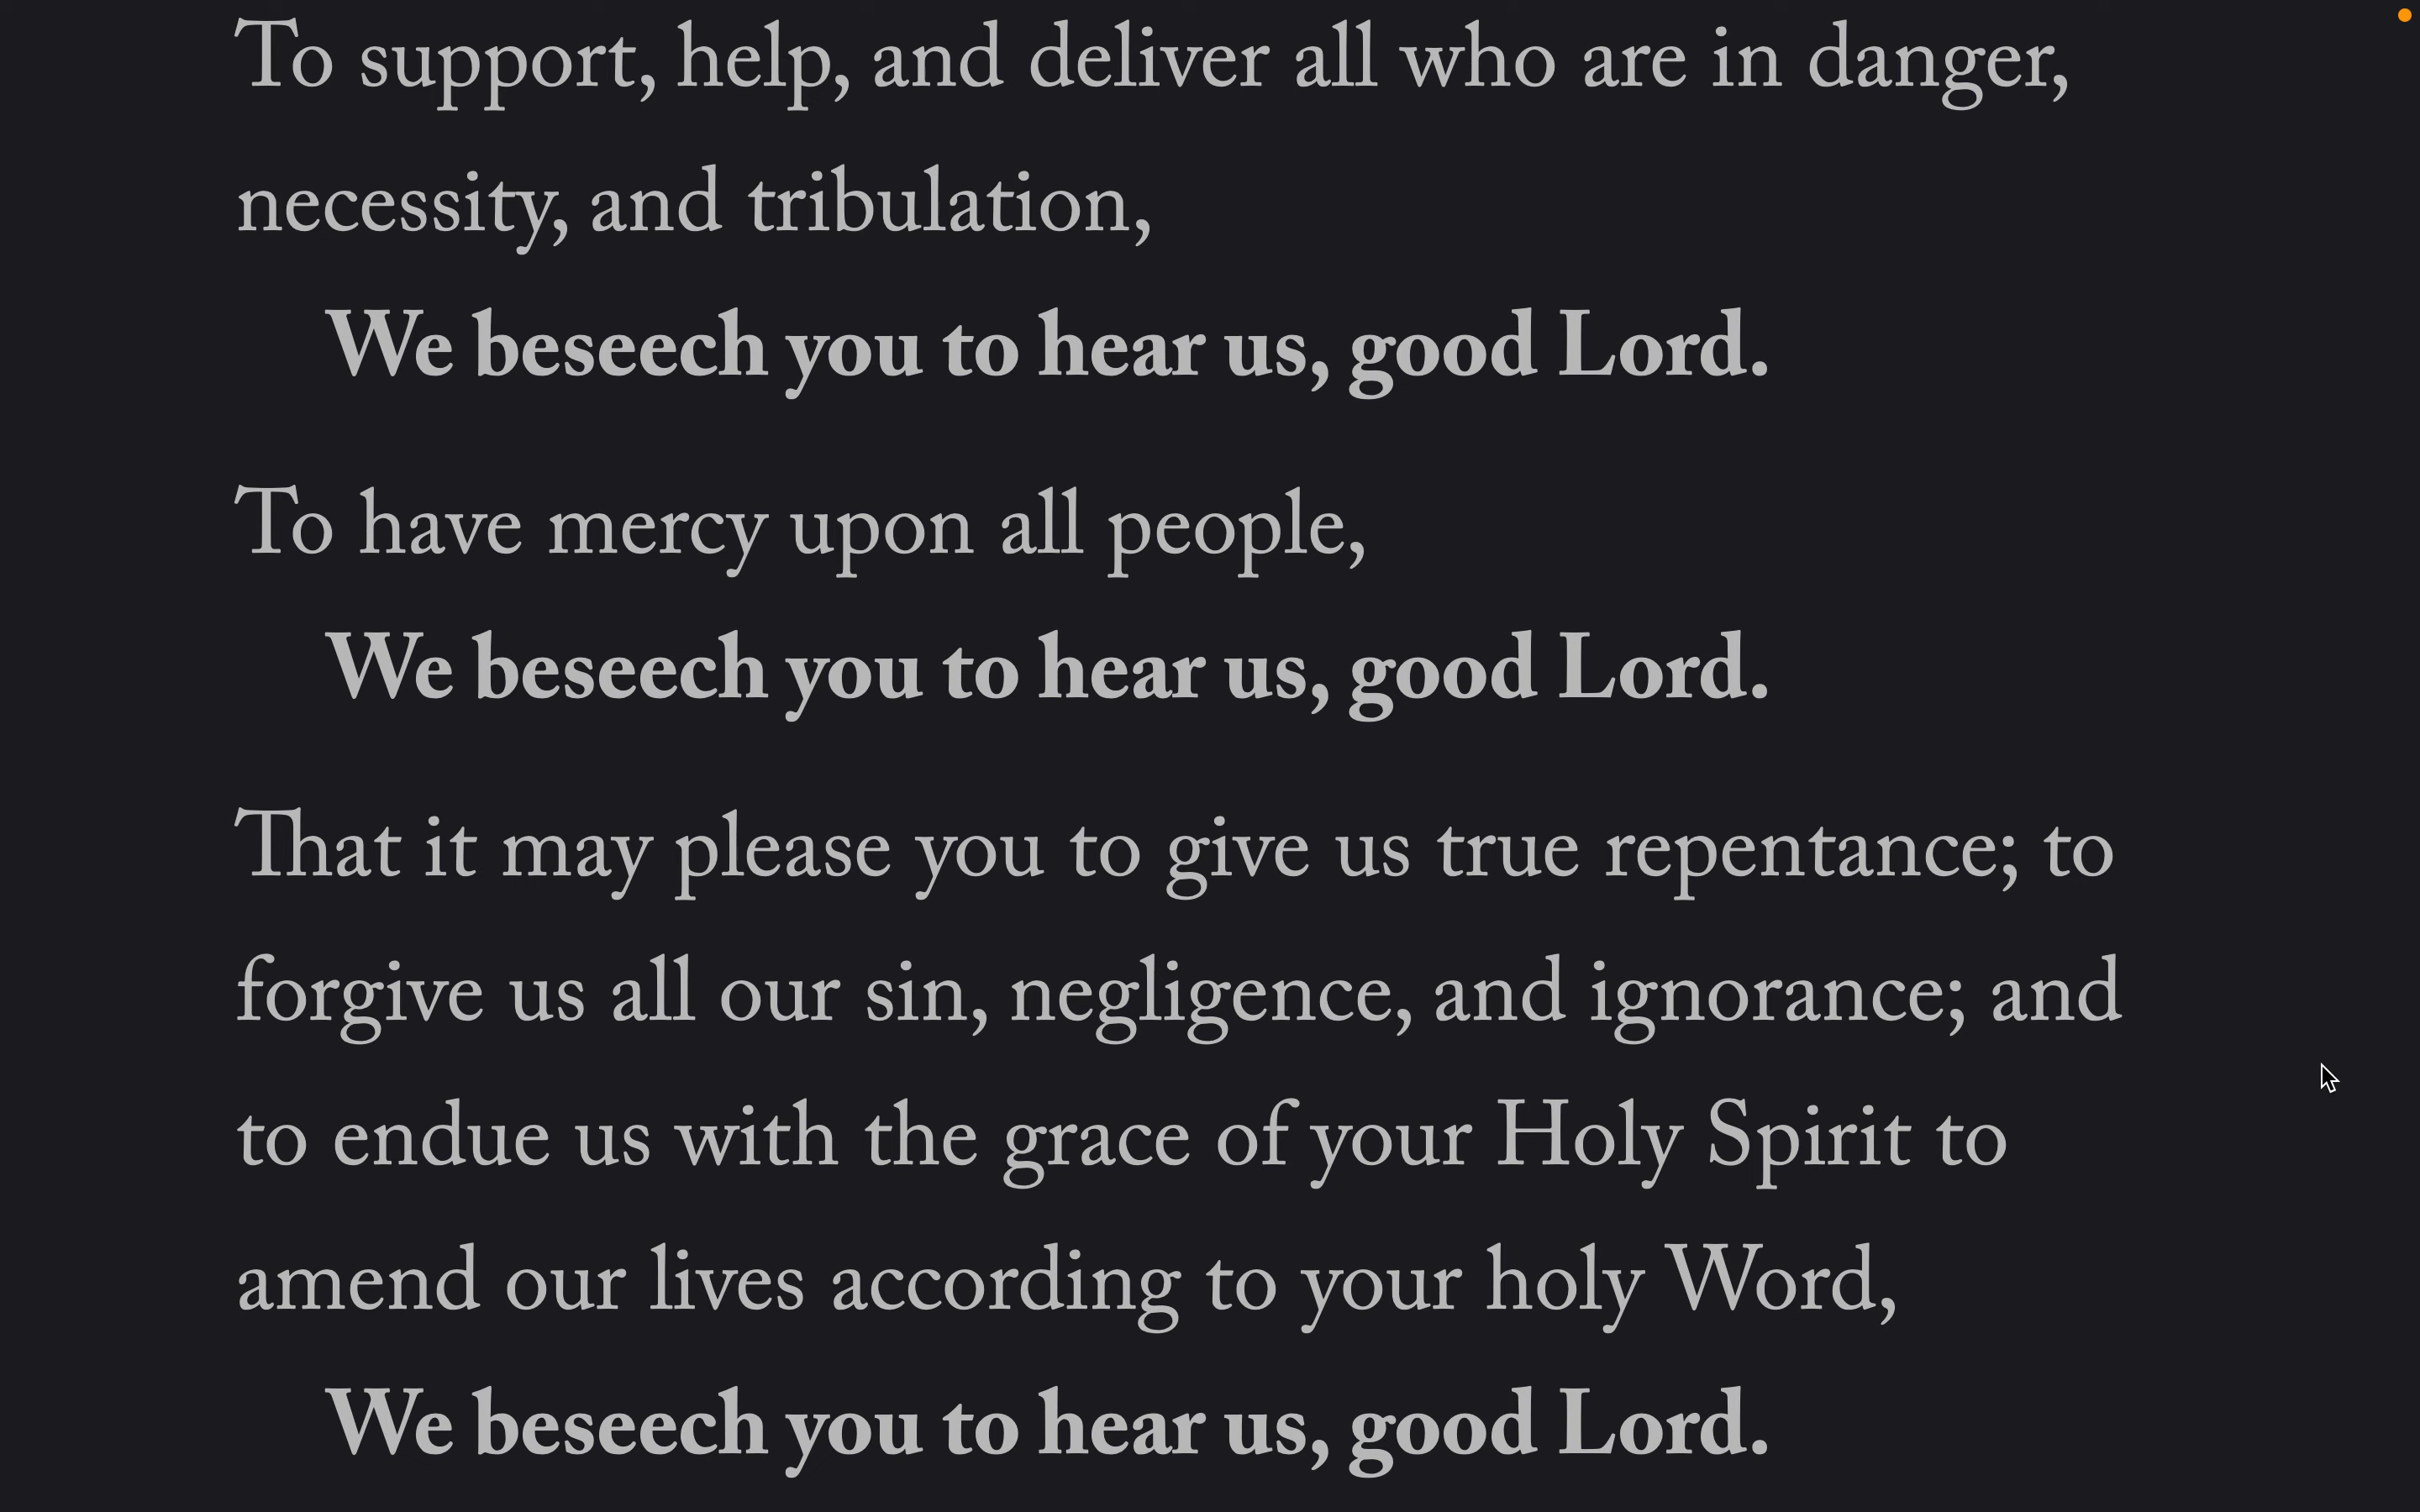 To support, help, and deliver all who are in danger,
necessity, and tribulation,
We beseech you to hear us, good Lord.
To have mercy upon all people,
We beseech you to hear us, good Lord.
That it may please you to give us true repentance; to
forgive us all our sin, negligence, and ignorance; and
to endue us with the grace of your Holy Spirit to
amend our lives according to your holy Word,
We beseech you to hear us, good Lord.